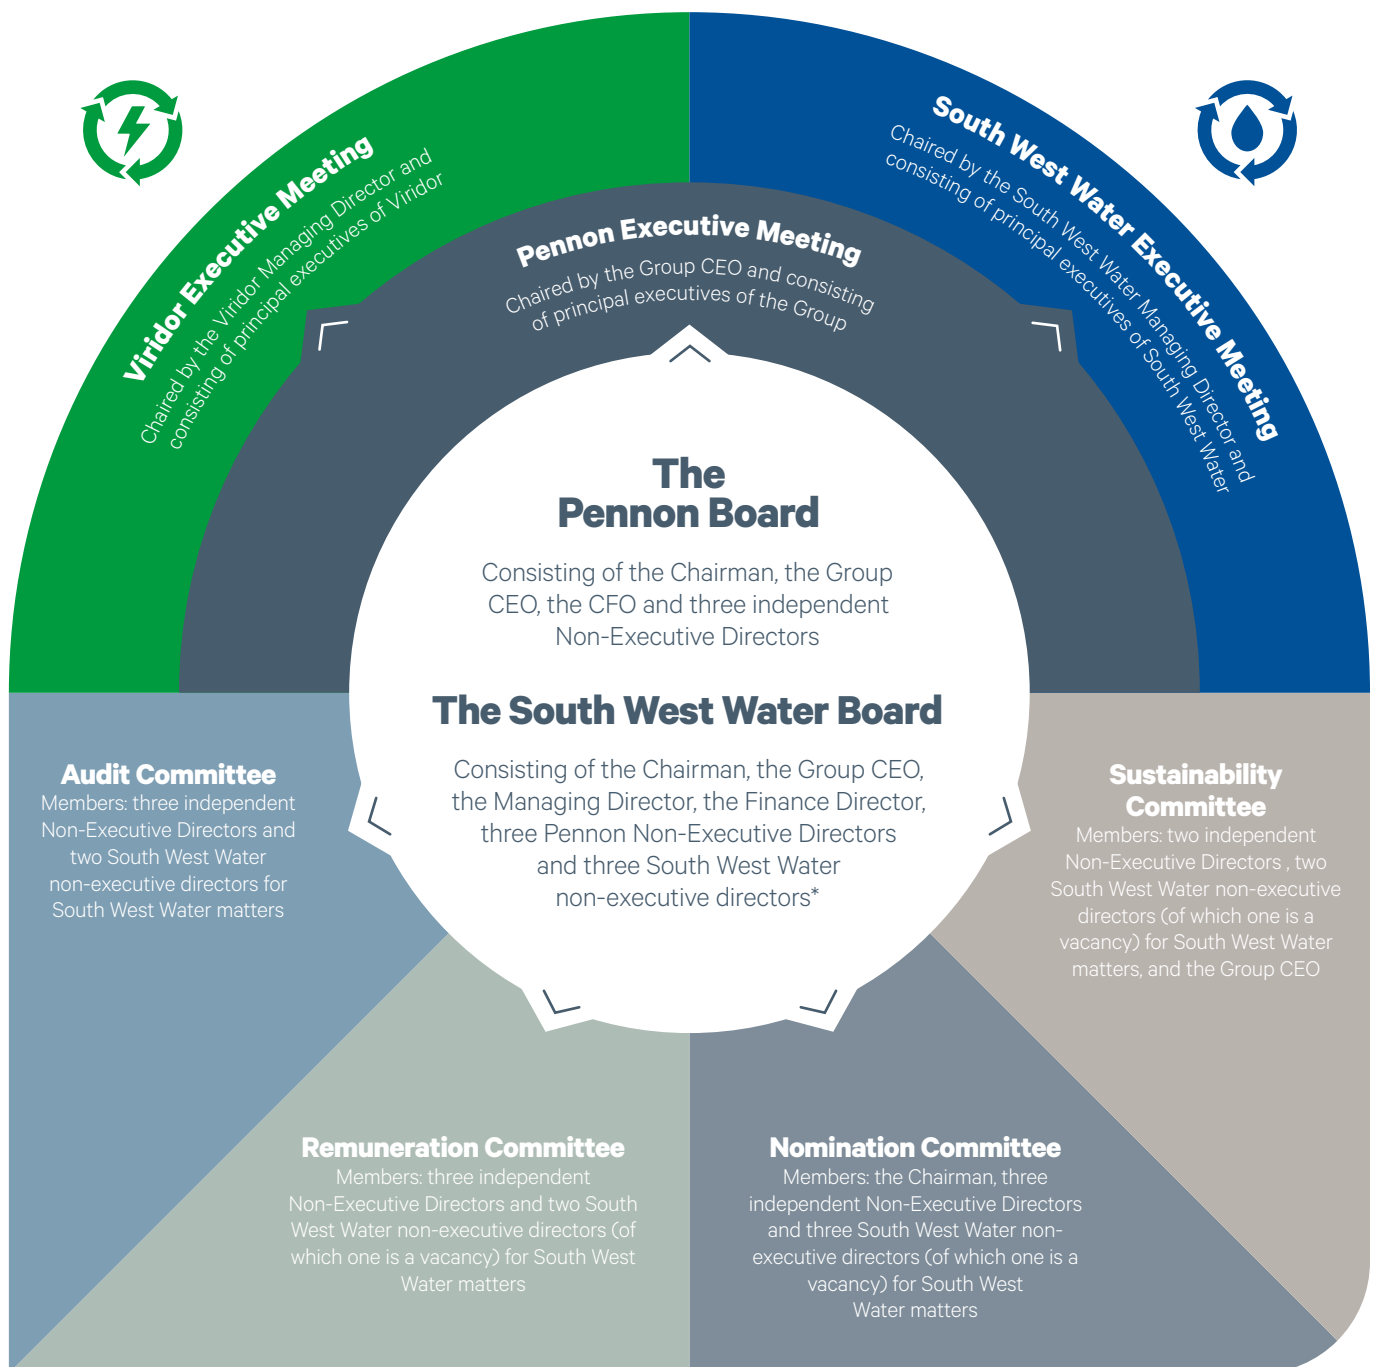 Viridor Executive Meeting
Chaired by the Viridor Managing Director and
consisting of principal executives of Viridor
South West Water Executive Meeting
Chaired by the South West Water Managing Director and
consisting of principal executives of South West Water
Pennon Executive Meeting
Chaired by the Group CEO and consisting
of principal executives of the Group
The
Pennon Board
Consisting of the Chairman, the Group
CEO, the CFO and three independent
Non-Executive Directors
The South West Water Board
Consisting of the Chairman, the Group CEO,
the Managing Director, the Finance Director,
three Pennon Non-Executive Directors
and three South West Water
non-executive directors*
Audit Committee
Members: three independent
Non-Executive Directors and
two South West Water
non-executive directors for
South West Water matters
Sustainability
Committee
Members: two independent
Non-Executive Directors , two
South West Water non-executive
directors (of which one is a
vacancy) for South West Water
matters, and the Group CEO
Remuneration Committee
Members: three independent
Non-Executive Directors and two South
West Water non-executive directors (of
which one is a vacancy) for South West
Water matters
Nomination Committee
Members: the Chairman, three
independent Non-Executive Directors
and three South West Water non-
executive directors (of which one is a
vacancy) for South West
Water matters